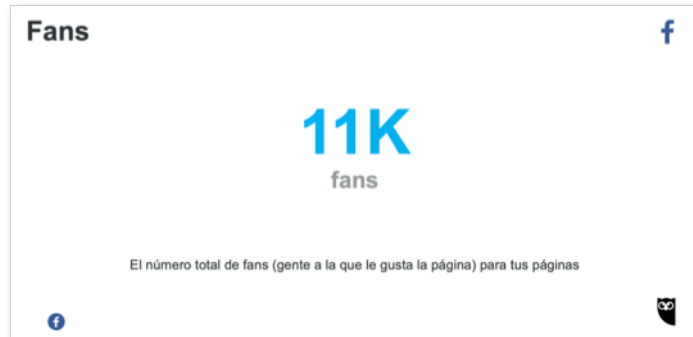 Fans
11K
fans
El número total de fans (gente a la que le gusta la página) para tus páginas